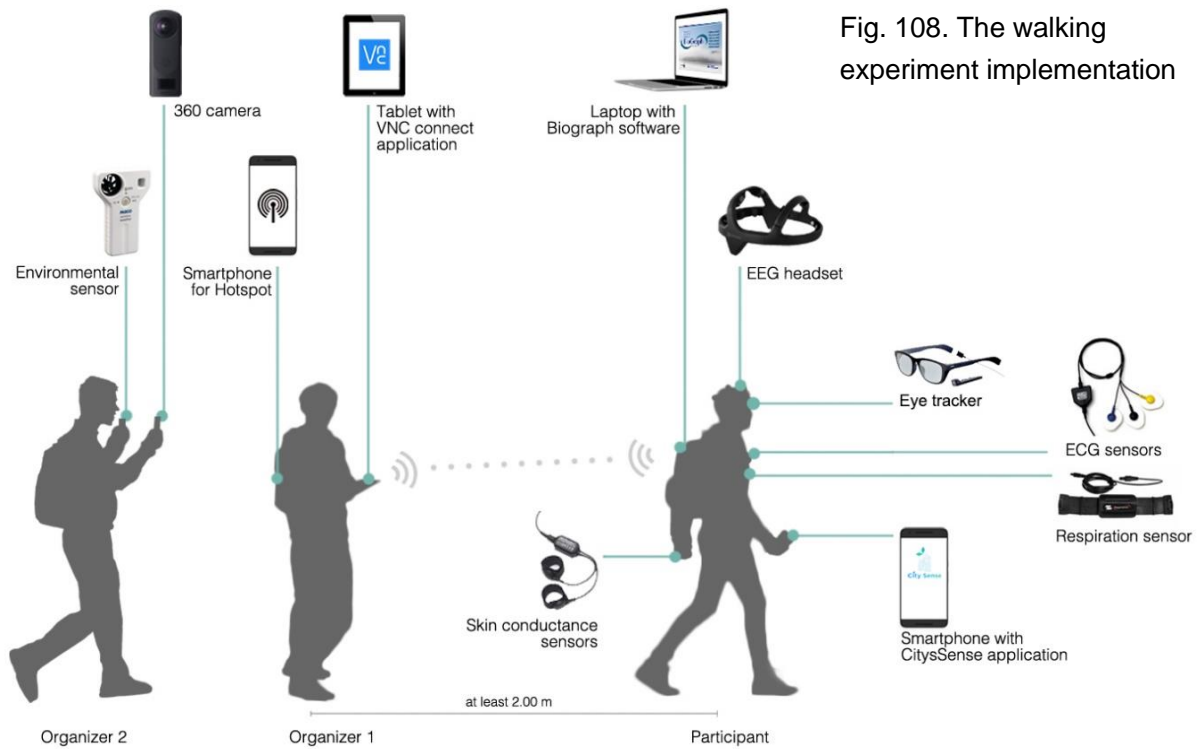 Fig. 108. The walking
experiment implementation
360 camera
Tablet with
VNC connect
application
Laptop with
Biograph software
Environmental
sensor
Smartphone
for Hotspot
EEG headset
Eye tracker
ECG sensors
Respiration sensor
City Sense
Skin conductance
sensors
Smartphone with
CitysSense application
at least 2.00 m
Organizer 2
Organizer 1
Participant